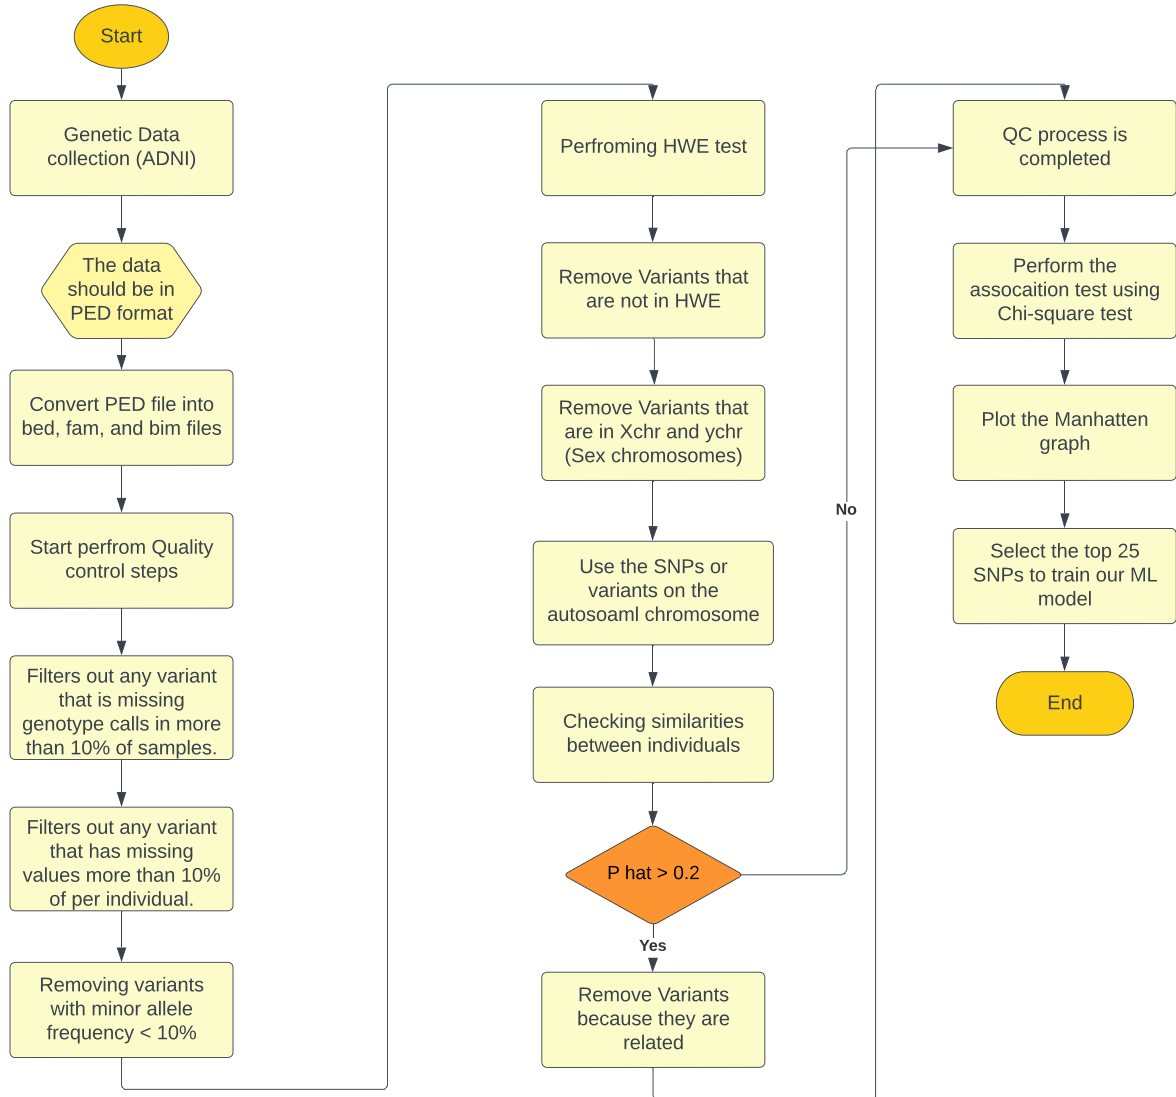 Start
Genetic Data
collection (ADNI)
The data
should be in
PED format
Convert PED file into
bed, fam, and bim files
Start perfrom Quality
control steps
Filters out any variant
that is missing
genotype calls in more
than 10% of samples.
Filters out any variant
that has missing
values more than 10%
of per individual.
Removing variants
with minor allele
frequency < 10%
Perfroming HWE test
Remove Variants that
are not in HWE
Remove Variants that
are in Xchr and ychr
(Sex chromosomes)
Use the SNPs or
variants on the
autosoaml chromosome
Checking similarities
between individuals
P hat > 0.2
Yes
Remove Variants
because they are
related
No
QC process is
completed
Perform the
assocaition test using
Chi-square test
Plot the Manhatten
graph
Select the top 25
SNPs to train our ML
model
End